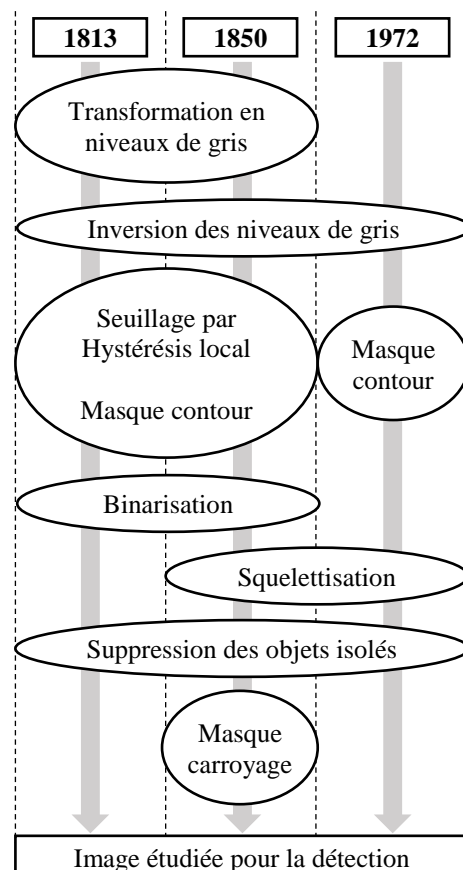 1813 1850 1972
Transformation en
niveaux de gris
Inversion des niveaux de gris
Seuillage par
Hystérésis local
Masque contour
Masque
contour
Binarisation
Squelettisation
Suppression des objets isolés
Masque
carroyage
Image étudiée pour la détection